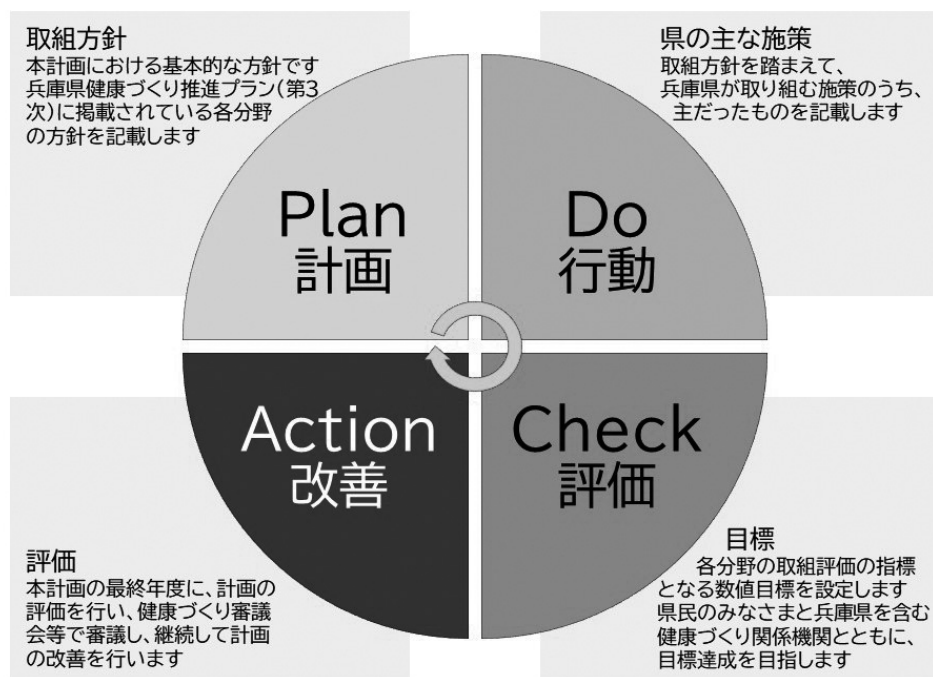 取組方針
本計画における基本的な方針です
兵庫県健康づくり推進プラン（第3
次）に掲載されている各分野
の方針を記載します
県の主な施策
取組方針を踏まえて、
兵庫県が取り組む施策のうち、
主だったものを記載します
Plan
計画
Do
行動
Action
改善
Check
評価
評価
本計画の最終年度に、計画の
評価を行い、健康づくり審議
会等で審議し、継続して計画
の改善を行います
目標
各分野の取組評価の指標
となる数値目標を設定します
県民のみなさまと兵庫県を含む
健康づくり関係機関とともに、
目標達成を目指します